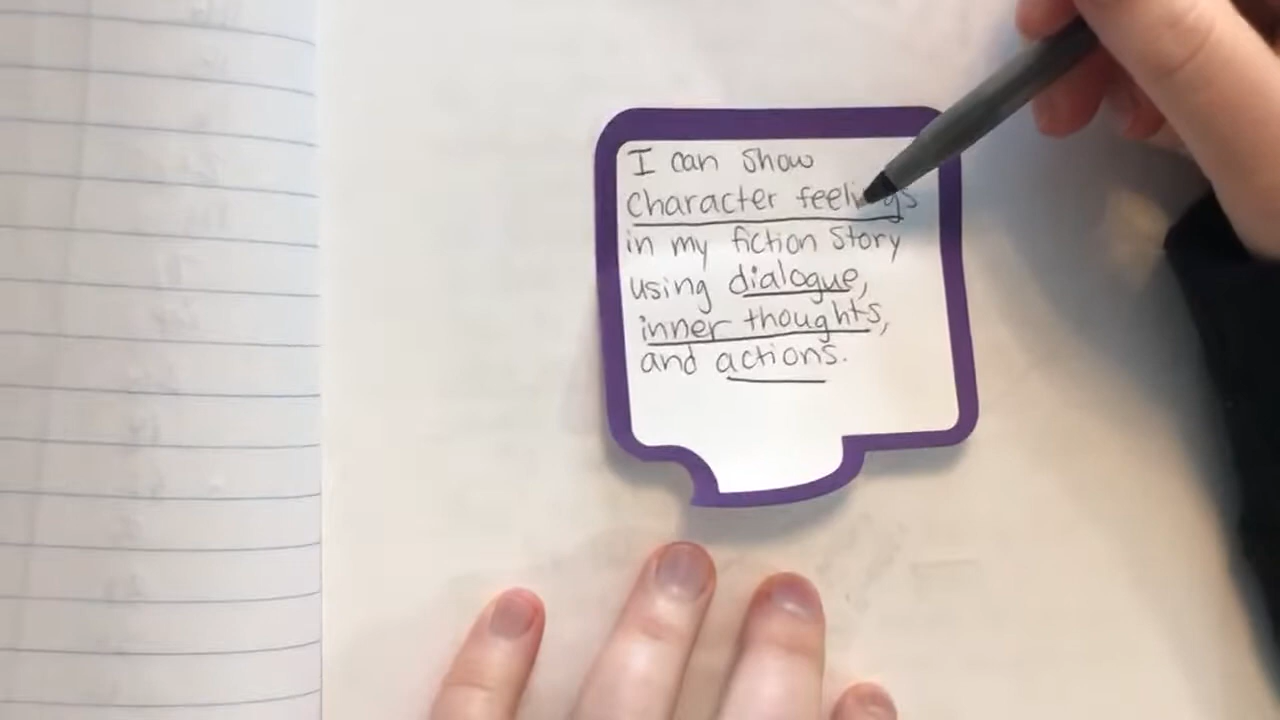 I can show
character feelings
in my fiction story
using dialogue,
inner thoughts,
and actions.